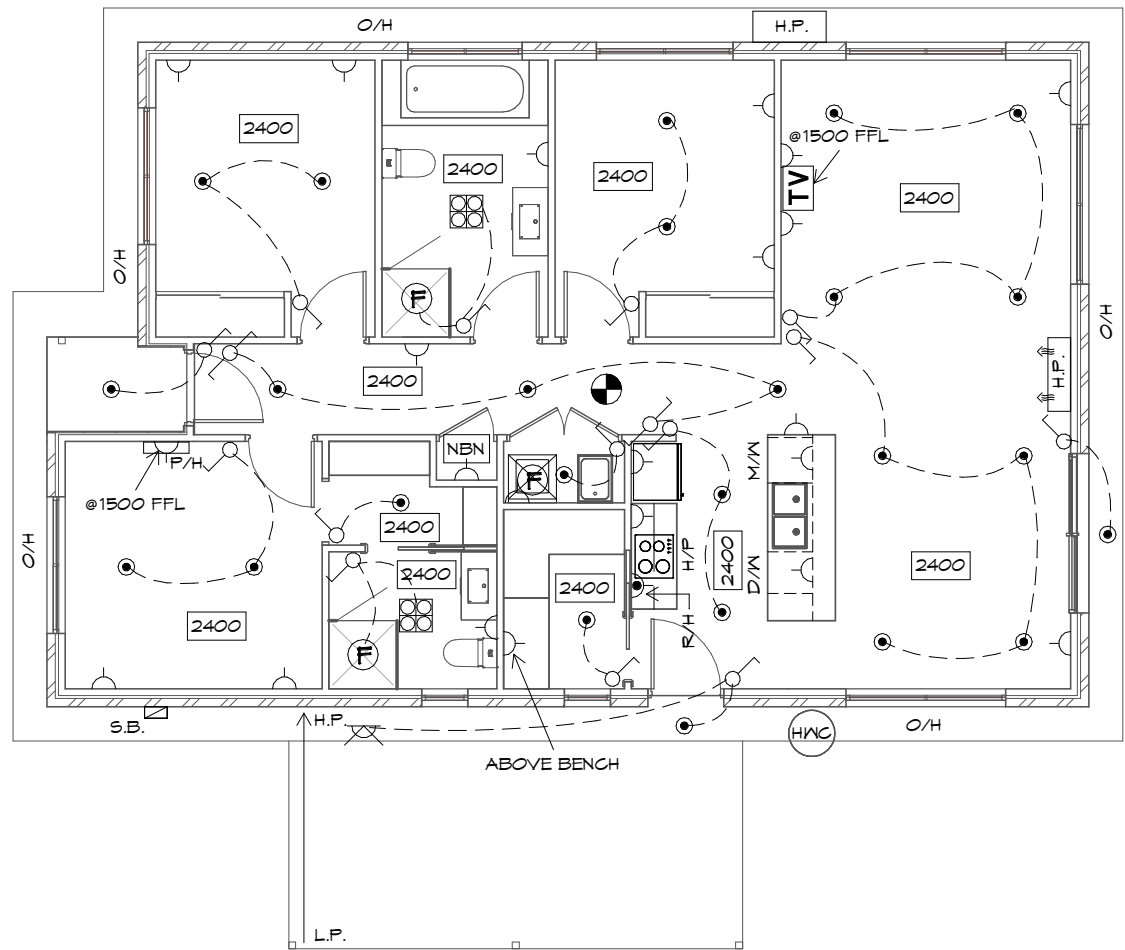 O/H
H.P.
2400
@1500 FFL
2400
2400
TV
2400
O/H
O/H
H.P.
2400
NBN
P/H
M/W
@1500 FFL
2400
H/P
2400
D/W
2400
O/H
2400
2400
2400
R/H
S.B.
H.P.
HWC
O/H
ABOVE BENCH
L.P.